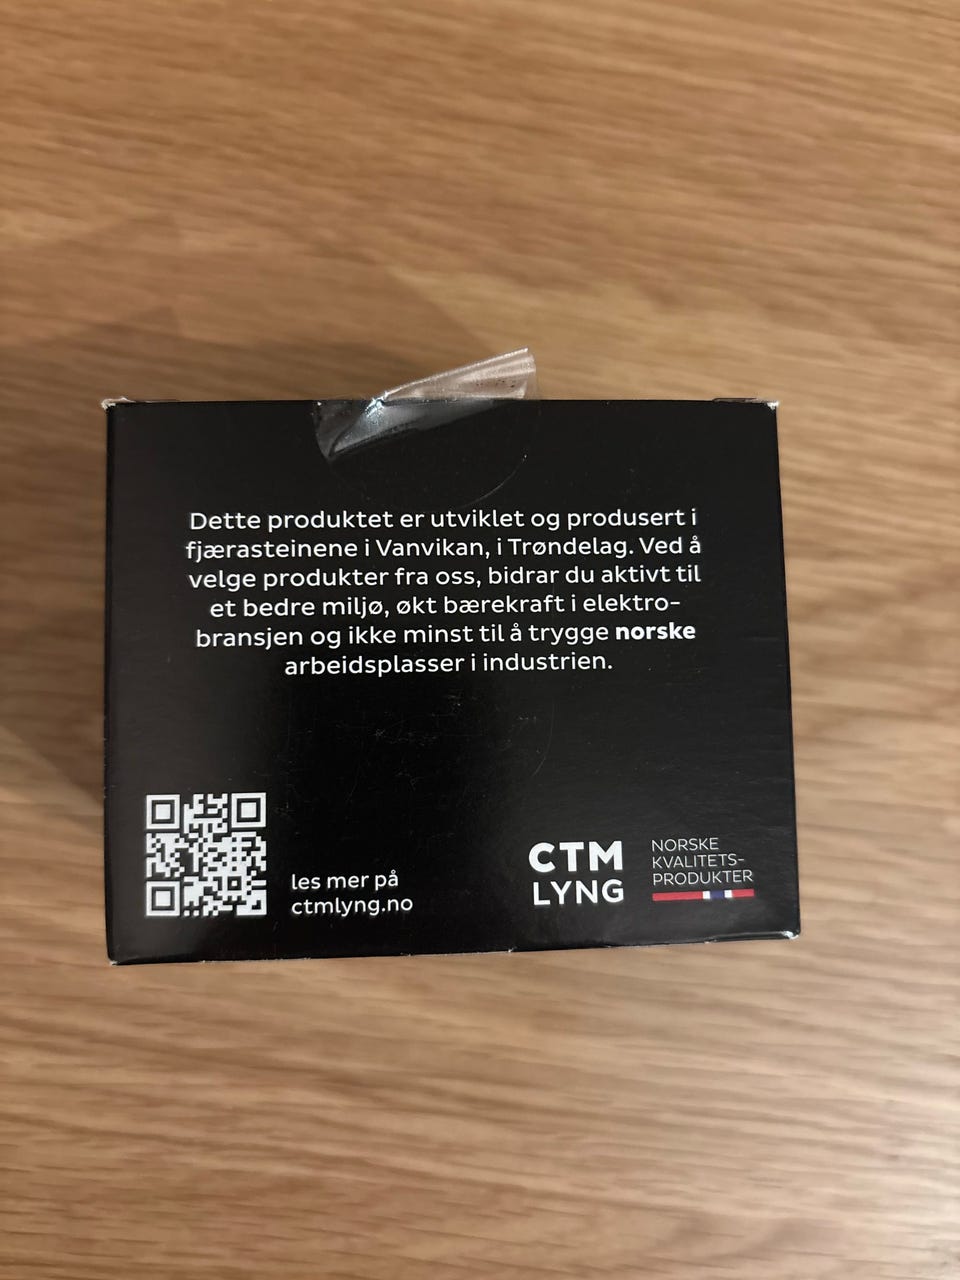 Dette produktet er utviklet og produsert i
fjærasteinene i Vanvikan, i Trøndelag. Ved å
velge produkter fra oss, bidrar du aktivt til
et bedre miljø, økt bærekraft i elektro-
bransjen og ikke minst til å trygge norske
arbeidsplasser i industrien.
les mer på
ctmlyng.no
CTM
LYNG
NORSKE
KVALITETS-
PRODUKTER